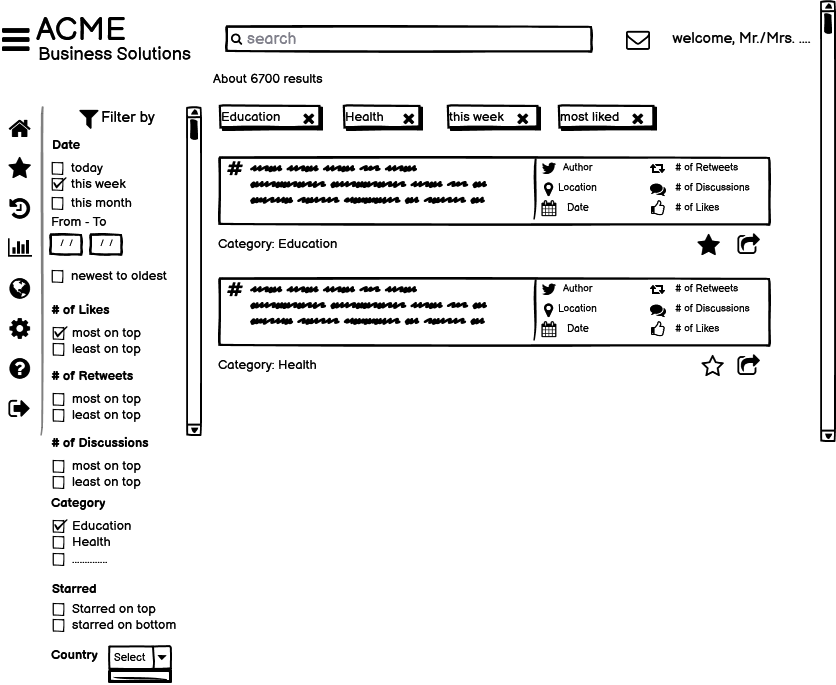 ACME
Business Solutions
search
welcome, Mr./Mrs. ....
About 6700 results
Education
Health
this week
most liked
Filter by
Date
today
this week
this month
From - To
/ /
/ /
newest to oldest
# of Likes
most on top
least on top
# of Retweets
most on top
least on top
# of Discussions
most on top
least on top
Category
Education
Health
..............
Starred
Starred on top
starred on bottom
Country
Select
#
Author
# of Retweets
Location
# of Discussions
Date
# of Likes
Category: Education
#
Author
# of Retweets
Location
# of Discussions
Date
# of Likes
Category: Health